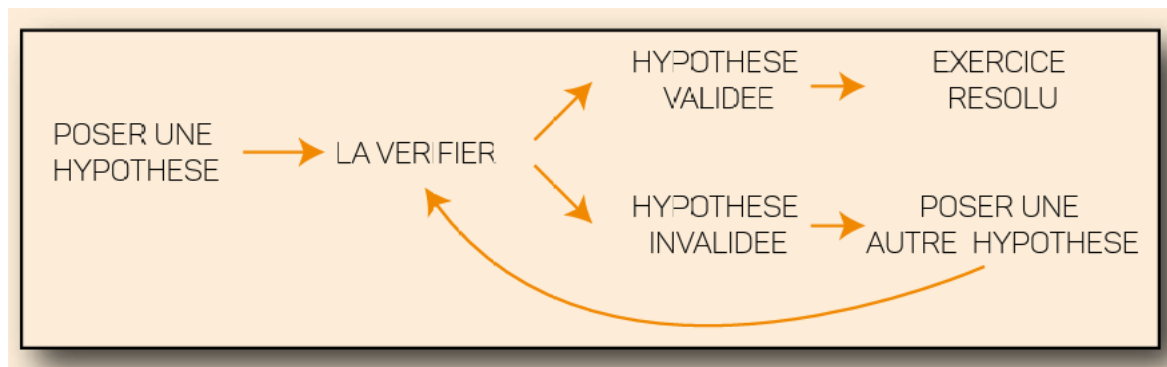 POSER UNE
HYPOTHESE
LA VERIFIER
HYPOTHESE
VALIDEE
EXERCICE
RESOLU
HYPOTHESE
INVALIDEE
POSER UNE
AUTRE HYPOTHESE